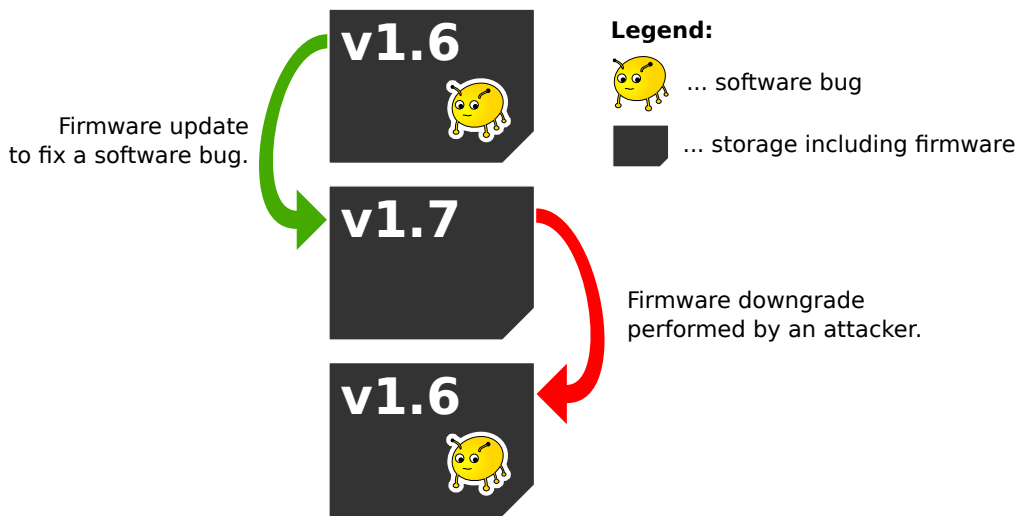 v1.6
Legend:
... software bug
Firmware update
to fix a software bug.
... storage including firmware
v1.7
Firmware downgrade
performed by an attacker.
v1.6